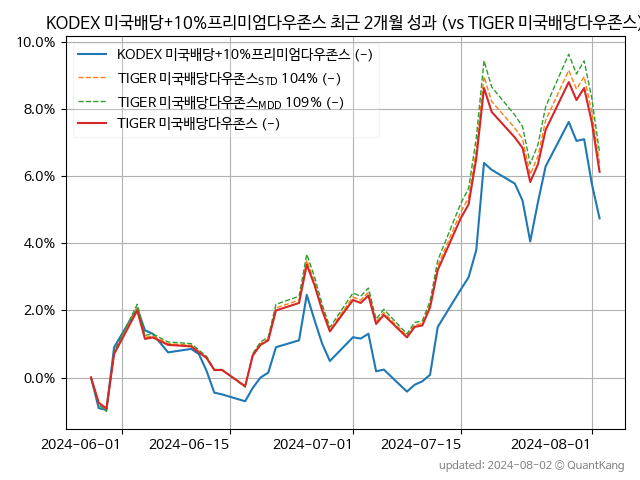 KODEX 미국배당+10%프리미엄다우존스 최근 2개월 성과 (vs TIGER 미국배당다우존스)
10.0%
8.0%
6.0%
4.0%
2.0%
0.0%
KODEX 미국배당+10%프리미엄다우존스 (-)
TIGER 미국배당다우존스STD 104% (-)
TIGER 미국배당다우존스MDD 109% (-)
TIGER 미국배당다우존스 (-)
2024-06-01 2024-06-15 2024-07-01 2024-07-15 2024-08-01
updated: 2024-08-02 © QuantKang